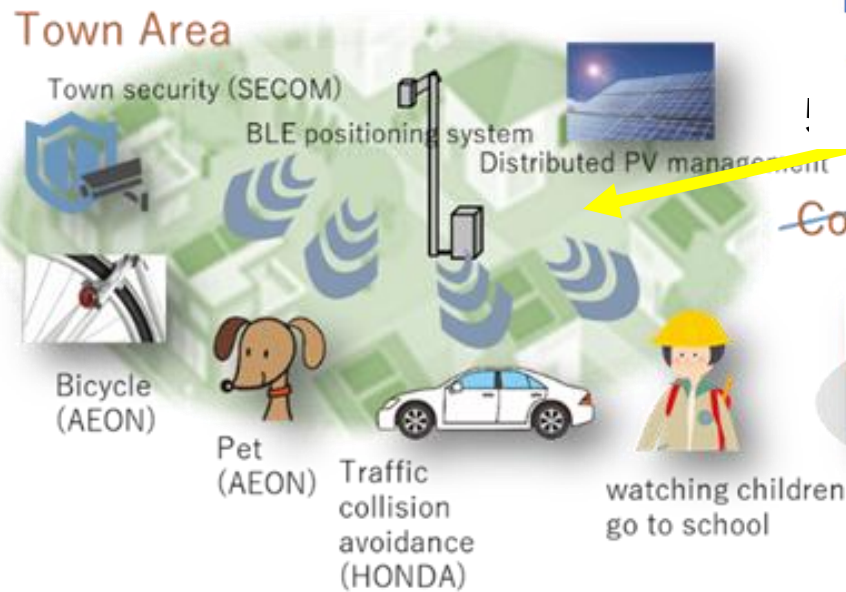 Town Area
Town security (SECOM)
BLE positioning system
Distributed PV management
Bicycle
(AEON)
Pet
(AEON)
Traffic
collision
avoidance
(HONDA)
watching children
go to school